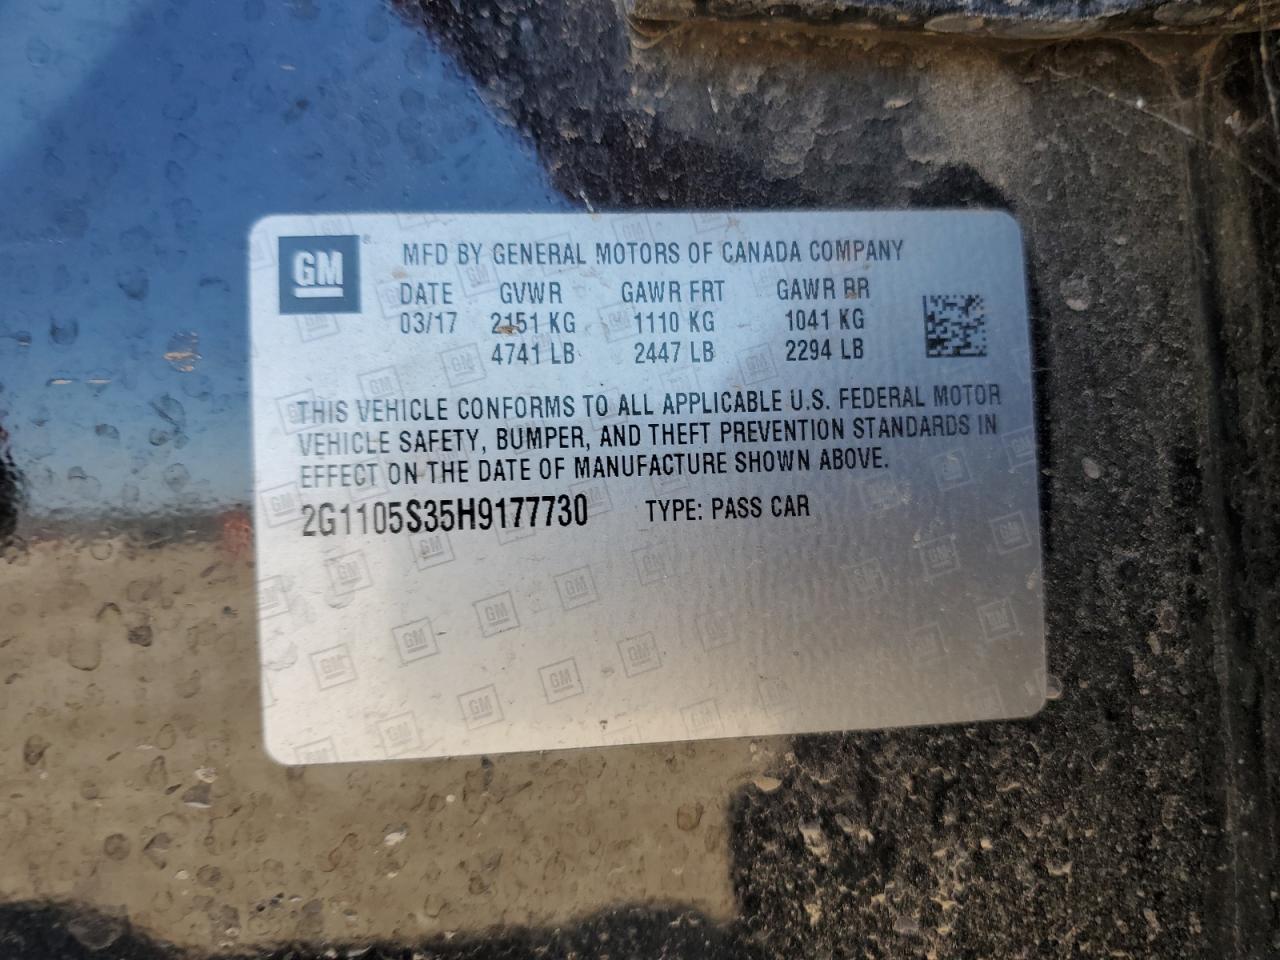 GM ®
MFD BY GENERAL MOTORS OF CANADA COMPANY
DATE GVWR GAWR FRT GAWR RR
03/17 2151 KG 1110 KG 1041 KG
4741 LB 2447 LB 2294 LB
THIS VEHICLE CONFORMS TO ALL APPLICABLE U.S. FEDERAL MOTOR
VEHICLE SAFETY, BUMPER, AND THEFT PREVENTION STANDARDS IN
EFFECT ON THE DATE OF MANUFACTURE SHOWN ABOVE.
2G1105S35H9177730 TYPE: PASS CAR